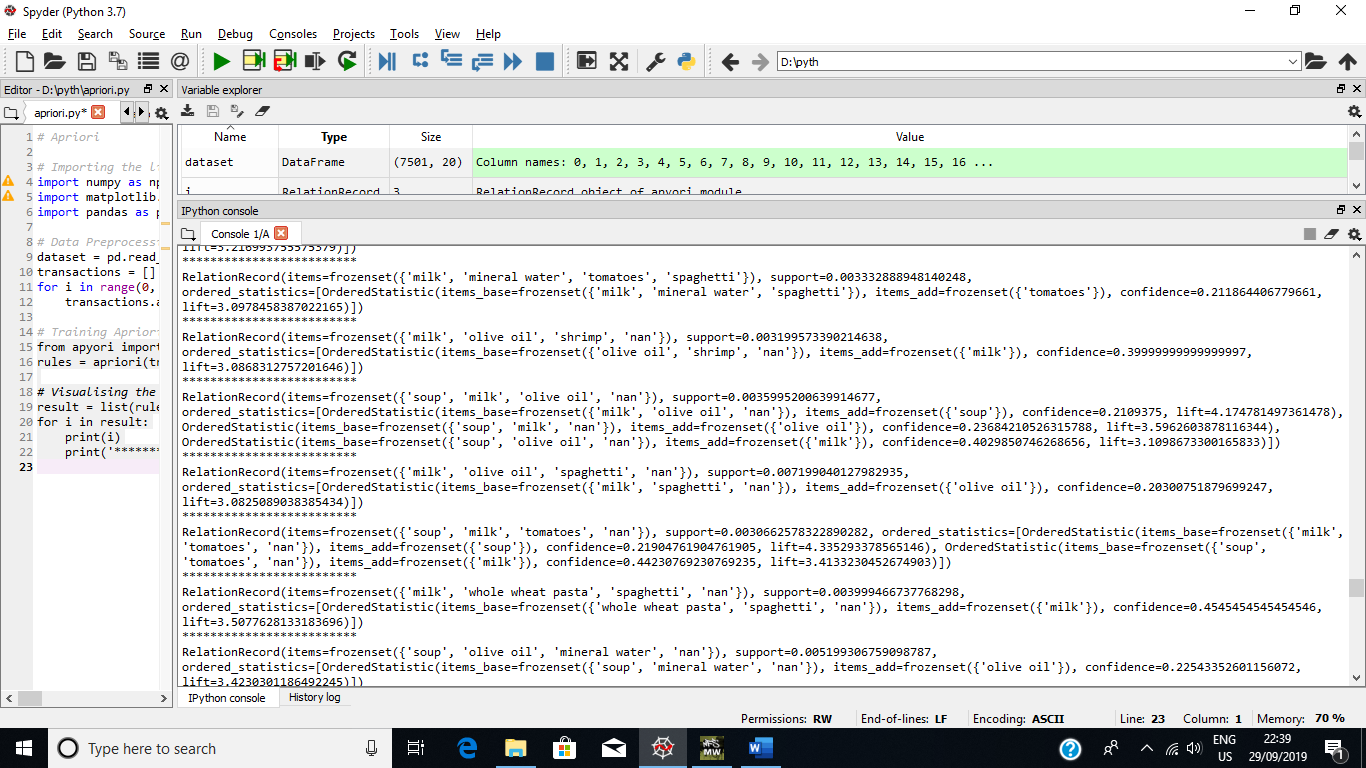 Spyder (Python 3.7)
File Edit Search Source Run Debug Consoles Projects Tools View Help
D:\pyth
Editor - D:\pyth\apriori.py
apriori.py*
1 # Apriori
2
3 # Importing the li
4 import numpy as np
5 import matplotlib.
6 import pandas as p
7
8 # Data Preprocess
9 dataset = pd.read_
10 transactions = []
11 for i in range(0,
12 transactions.a
13
14 # Training Aprior
15 from apyori import
16 rules = apriori(tr
17
18 # Visualising the
19 result = list(rule
20 for i in result:
21 print(i)
22 print('*******
23
Variable explorer
Name Type Size Value
dataset DataFrame (7501, 20) Column names: 0, 1, 2, 3, 4, 5, 6, 7, 8, 9, 10, 11, 12, 13, 14, 15, 16 ...
i RelationRecord 3 RelationRecord object of apyori module
IPython console
Console 1/A
lift=3.216993755575379)])
*************************
RelationRecord(items=frozenset({'milk', 'mineral water', 'tomatoes', 'spaghetti'}), support=0.003332888948140248,
ordered_statistics=[OrderedStatistic(items_base=frozenset({'milk', 'mineral water', 'spaghetti'}), items_add=frozenset({'tomatoes'}), confidence=0.211864406779661,
lift=3.0978458387022165)])
*************************
RelationRecord(items=frozenset({'milk', 'olive oil', 'shrimp', 'nan'}), support=0.003199573390214638,
ordered_statistics=[OrderedStatistic(items_base=frozenset({'olive oil', 'shrimp', 'nan'}), items_add=frozenset({'milk'}), confidence=0.39999999999999997,
lift=3.0868312757201646)])
*************************
RelationRecord(items=frozenset({'soup', 'milk', 'olive oil', 'nan'}), support=0.0035995200639914677,
ordered_statistics=[OrderedStatistic(items_base=frozenset({'milk', 'olive oil', 'nan'}), items_add=frozenset({'soup'}), confidence=0.2109375, lift=4.174781497361478),
OrderedStatistic(items_base=frozenset({'soup', 'milk', 'nan'}), items_add=frozenset({'olive oil'}), confidence=0.23684210526315788, lift=3.5962603878116344),
OrderedStatistic(items_base=frozenset({'soup', 'olive oil', 'nan'}), items_add=frozenset({'milk'}), confidence=0.4029850746268656, lift=3.1098673300165833)])
*************************
RelationRecord(items=frozenset({'milk', 'olive oil', 'spaghetti', 'nan'}), support=0.007199040127982935,
ordered_statistics=[OrderedStatistic(items_base=frozenset({'milk', 'spaghetti', 'nan'}), items_add=frozenset({'olive oil'}), confidence=0.20300751879699247,
lift=3.0825089038385434)])
*************************
RelationRecord(items=frozenset({'soup', 'milk', 'tomatoes', 'nan'}), support=0.0030662578322890282, ordered_statistics=[OrderedStatistic(items_base=frozenset({'milk',
'tomatoes', 'nan'}), items_add=frozenset({'soup'}), confidence=0.21904761904761905, lift=4.335293378565146), OrderedStatistic(items_base=frozenset({'soup',
'tomatoes', 'nan'}), items_add=frozenset({'milk'}), confidence=0.44230769230769235, lift=3.4133230452674903)])
*************************
RelationRecord(items=frozenset({'milk', 'whole wheat pasta', 'spaghetti', 'nan'}), support=0.003999466737768298,
ordered_statistics=[OrderedStatistic(items_base=frozenset({'whole wheat pasta', 'spaghetti', 'nan'}), items_add=frozenset({'milk'}), confidence=0.4545454545454546,
lift=3.5077628133183696)])
*************************
RelationRecord(items=frozenset({'soup', 'olive oil', 'mineral water', 'nan'}), support=0.005199306759098787,
ordered_statistics=[OrderedStatistic(items_base=frozenset({'soup', 'mineral water', 'nan'}), items_add=frozenset({'olive oil'}), confidence=0.22543352601156072,
lift=3.4230301186492245)])
IPython console History log
Permissions: RW End-of-lines: LF Encoding: ASCII Line: 23 Column: 1 Memory: 70 %
Type here to search
ENG
US
22:39
29/09/2019
1